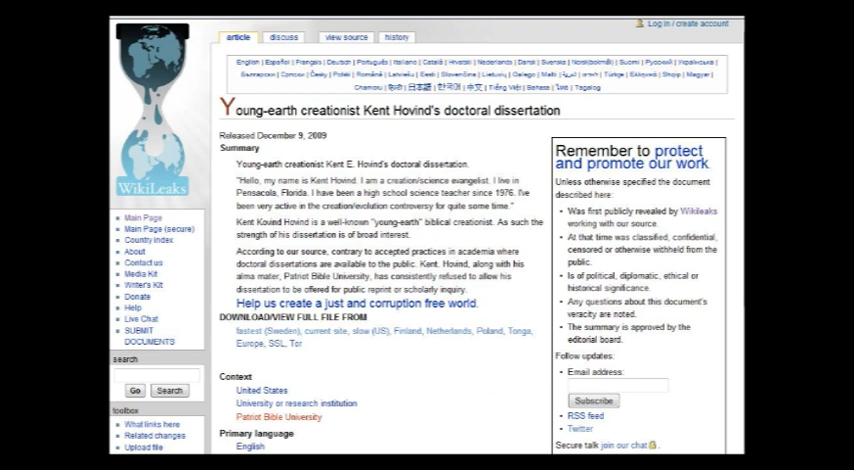 Log in / create account
article discuss view source history
English | Español | Français | Deutsch | Português | Italiano | Català | Hrvatski | Nederlands | Dansk | Svenska | Norsk(bokmål) | Suomi | Русский | Українська |
Български | Српски | Česky | Polski | Română | Latviešu | Eesti | Slovenčina | Lietuvių | Galego | Malti | Türkçe | Ελληνικά | Shqip | Magyar |
Chamoru | 日本語 | 한국어 | 中文 | Tiếng Việt | Bahasa | ไทย | Tagalog
Young-earth creationist Kent Hovind's doctoral dissertation
Released December 9, 2009
Summary
Young-earth creationist Kent E. Hovind's doctoral dissertation.
"Hello, my name is Kent Hovind. I am a creation/science evangelist. I live in
Pensacola, Florida. I have been a high school science teacher since 1976. I've
been very active in the creation/evolution controversy for quite some time."
Kent Kovind Hovind is a well-known "young-earth" biblical creationist. As such the
strength of his dissertation is of broad interest.
According to our source, contrary to accepted practices in academia where
doctoral dissertations are available to the public. Kent. Hovind, along with his
alma mater, Patriot Bible University, has consistently refused to allow his
dissertation to be offered for public reprint or scholarly inquiry.
Help us create a just and corruption free world.
DOWNLOAD/VIEW FULL FILE FROM
fastest (Sweden), current site, slow (US), Finland, Netherlands, Poland, Tonga,
Europe, SSL, Tor
Context
United States
University or research institution
Patriot Bible University
Primary language
English
Remember to protect
and promote our work.
Unless otherwise specified the document
described here:
Was first publicly revealed by Wikileaks
working with our source.
At that time was classified, confidential,
censored or otherwise withheld from the
public.
Is of political, diplomatic, ethical or
historical significance.
Any questions about this document's
veracity are noted.
The summary is approved by the
editorial board.
Follow updates:
Email address:
Subscribe
RSS feed
Twitter
Secure talk join our chat.
WikiLeaks
Main Page
Main Page (secure)
Country index
About
Contact us
Media Kit
Writer's Kit
Donate
Help
Live Chat
SUBMIT
DOCUMENTS
search
Go Search
toolbox
What links here
Related changes
Upload file